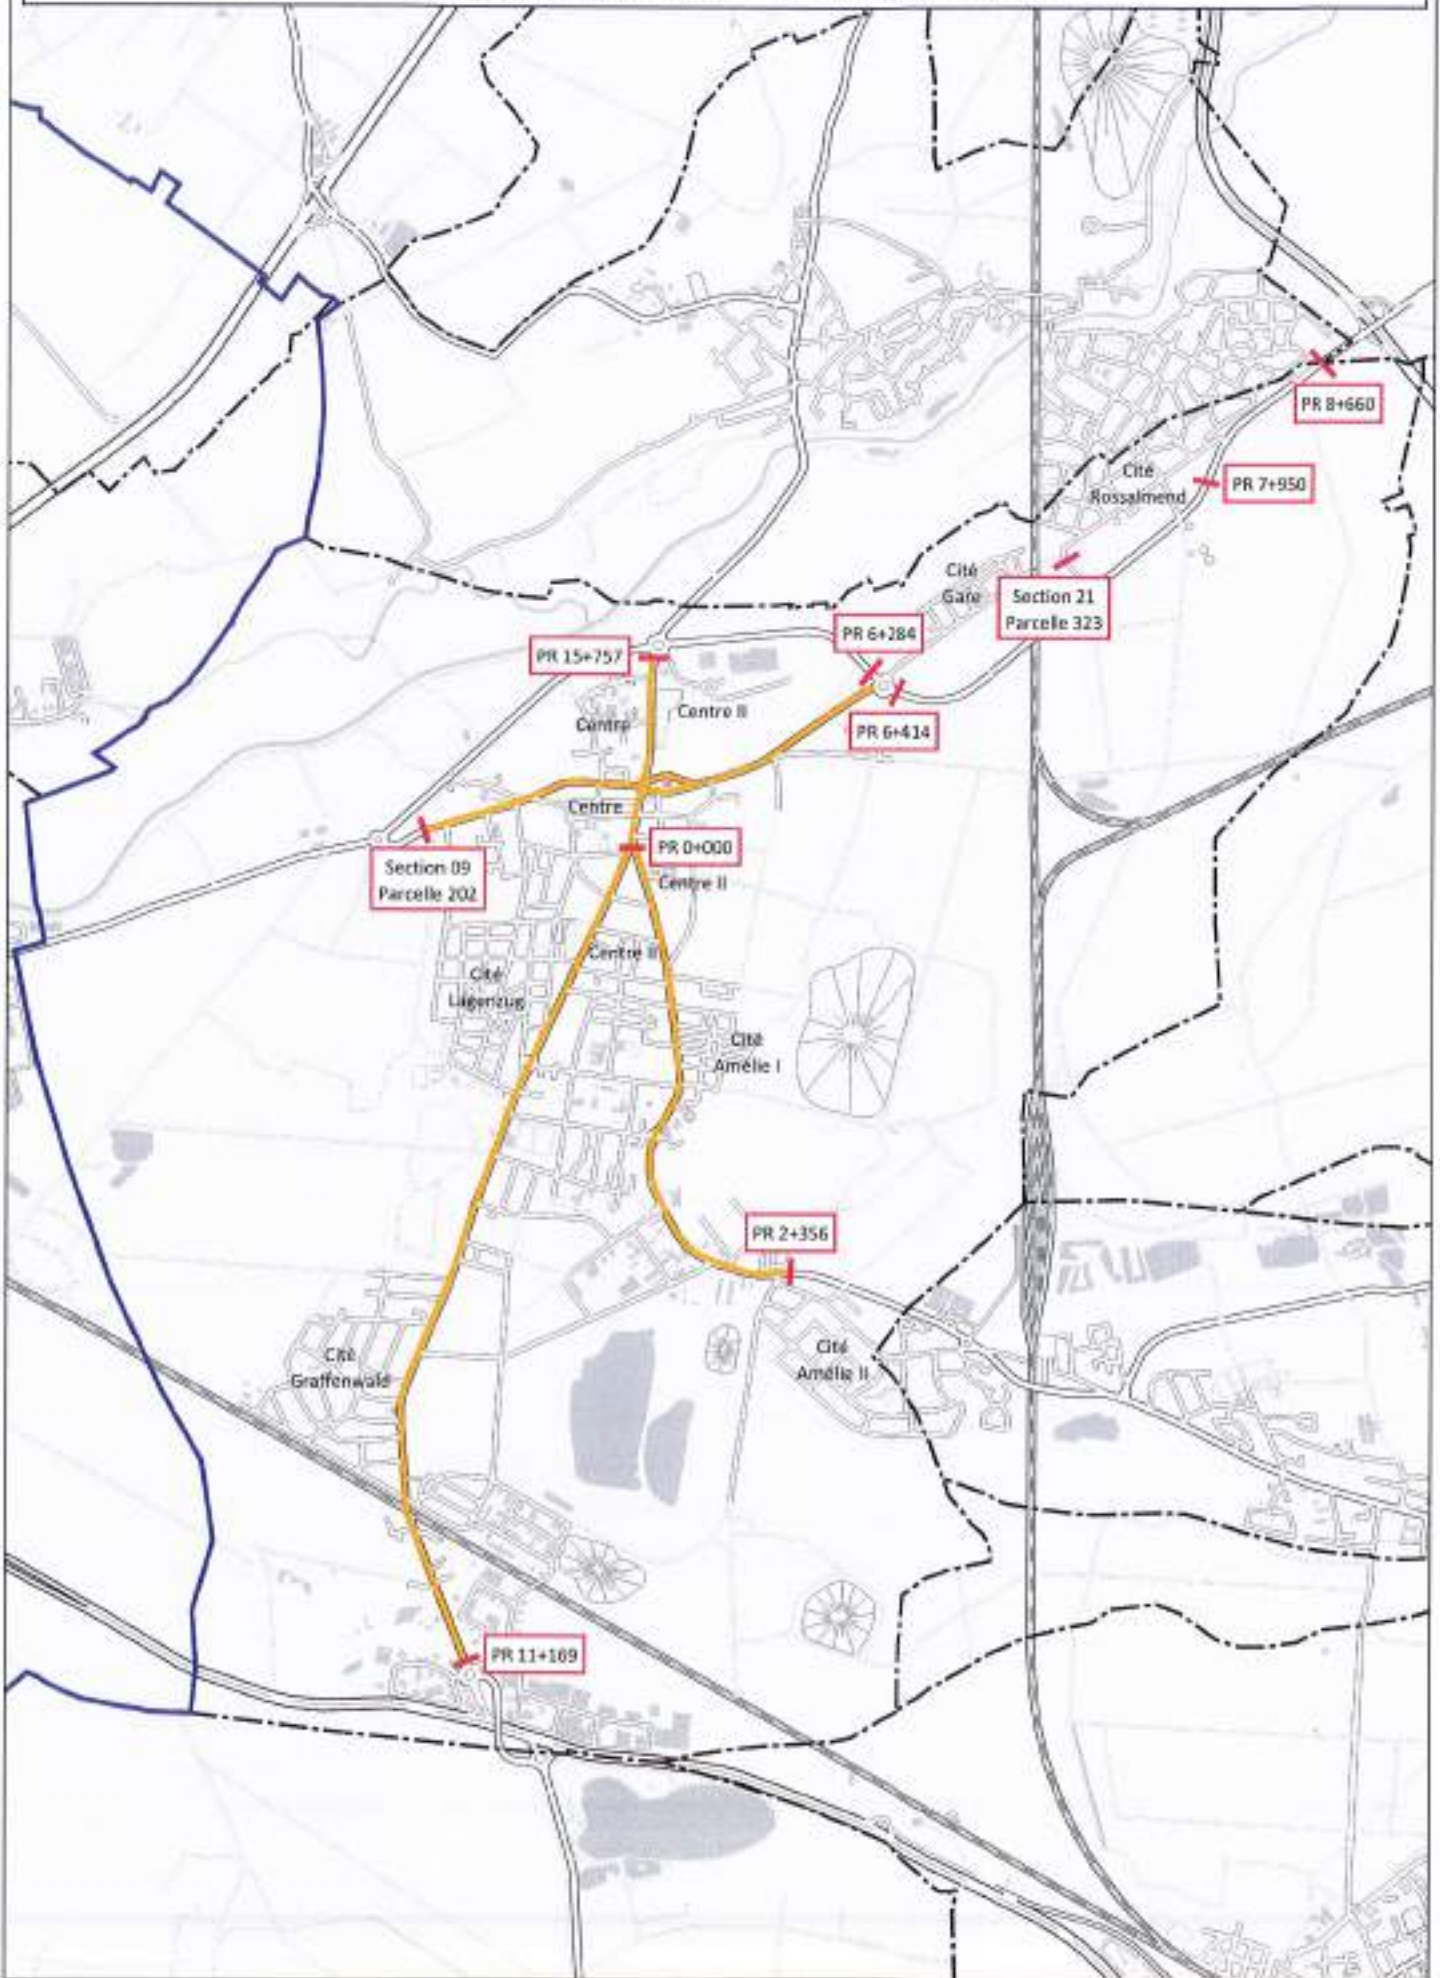 PR 8+660
Cité
Rossalmend
PR 7+950
Cité
Gare
Section 21
Parcelle 323
PR 6+284
PR 15+757
Centre II
Centre
PR 6+414
Centre
PR 0+000
Section 09
Parcelle 202
Centre II
Centre II
Cité
Lagenzug
Cité
Amélie I
PR 2+356
Cité
Amélie II
Cité
Graffenwald
PR 11+169